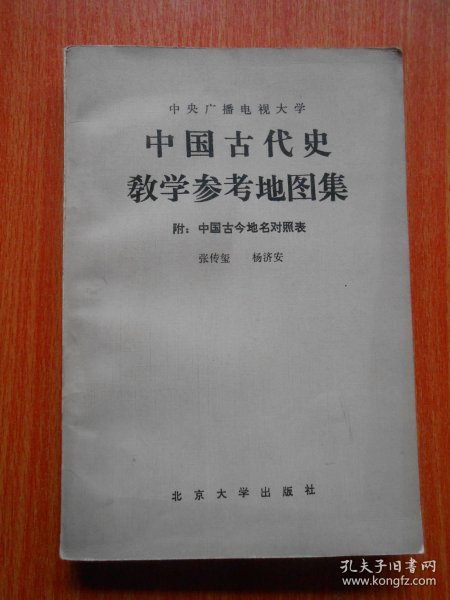 中央广播电视大学
中国古代史
教学参考地图集
附：中国古今地名对照表
张传玺 杨济安
北京大学出版社
孔夫子旧书网
www.kongfz.com